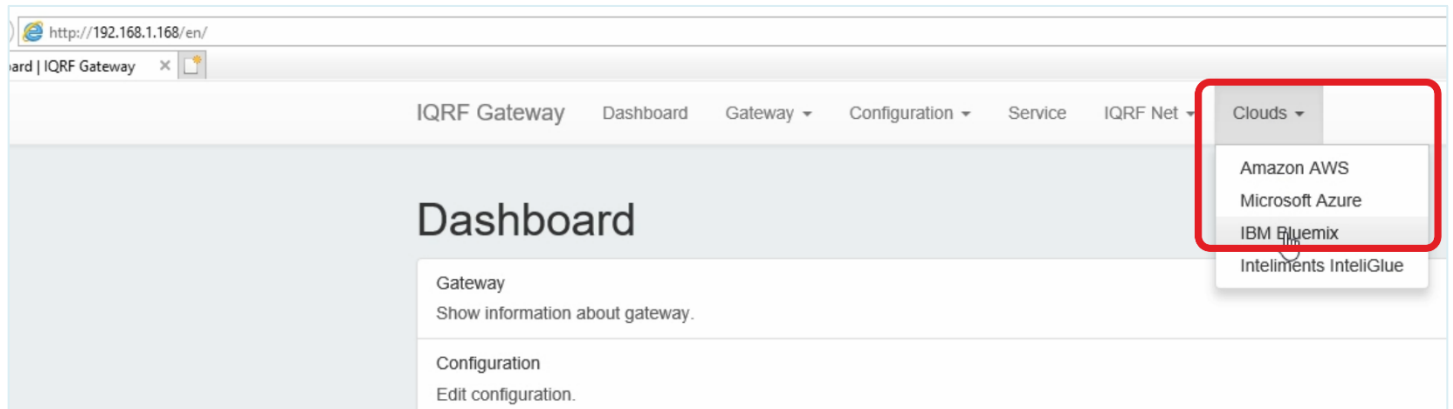 http://192.168.1.168/en/
ard | IQRF Gateway
IQRF Gateway Dashboard Gateway Configuration Service IQRF Net Clouds
Amazon AWS
Microsoft Azure
IBM Bluemix
Inteliments InteliGlue
Dashboard
Gateway
Show information about gateway.
Configuration
Edit configuration.